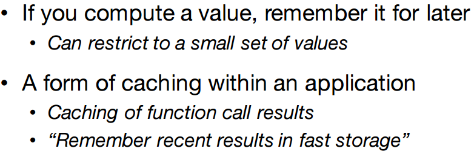 • If you compute a value, remember it for later
• Can restrict to a small set of values
• A form of caching within an application
• Caching of function call results
• “Remember recent results in fast storage”